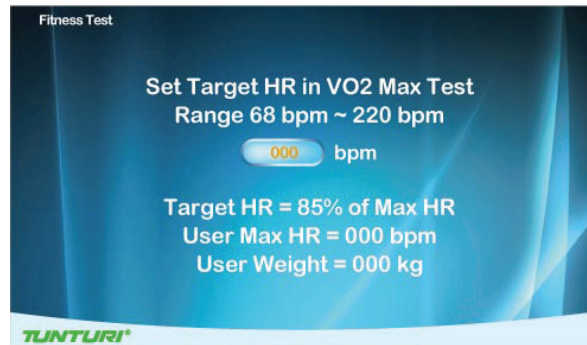 Fitness Test
Set Target HR in VO2 Max Test
Range 68 bpm ~ 220 bpm
000 bpm
Target HR = 85% of Max HR
User Max HR = 000 bpm
User Weight = 000 kg
TUNTURI®